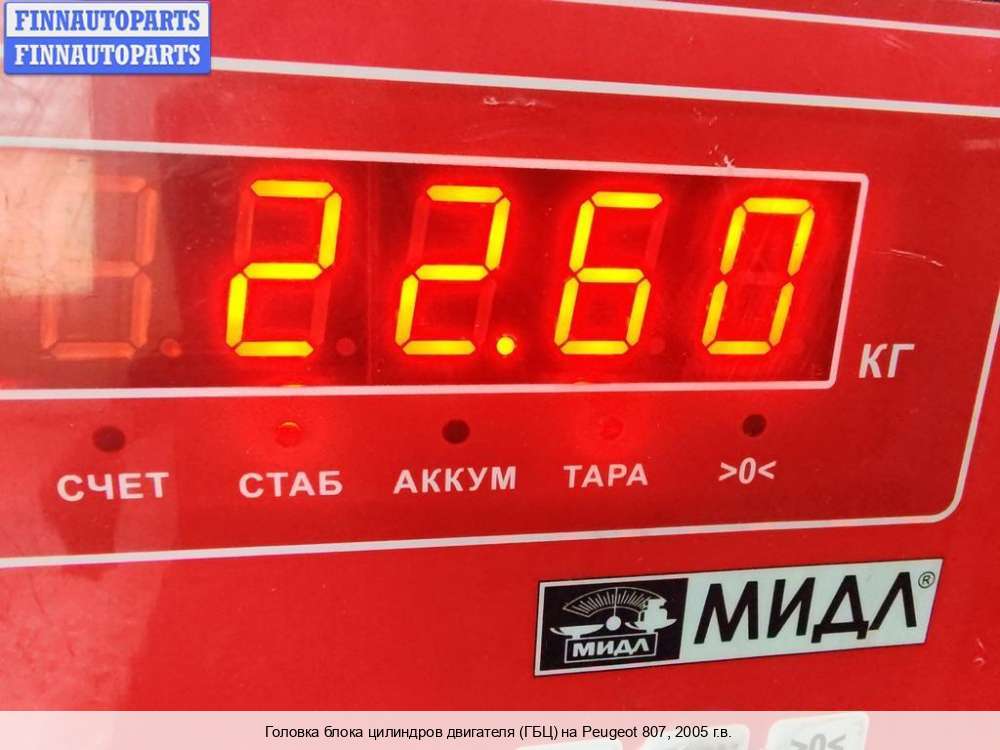 FINNAUTOPARTS
FINNAUTOPARTS
22.60
КГ
СЧЕТ СТАБ АККУМ ТАРА >0<
МИДЛ МИДЛ®
>0<
Головка блока цилиндров двигателя (ГБЦ) на Peugeot 807, 2005 г.в.